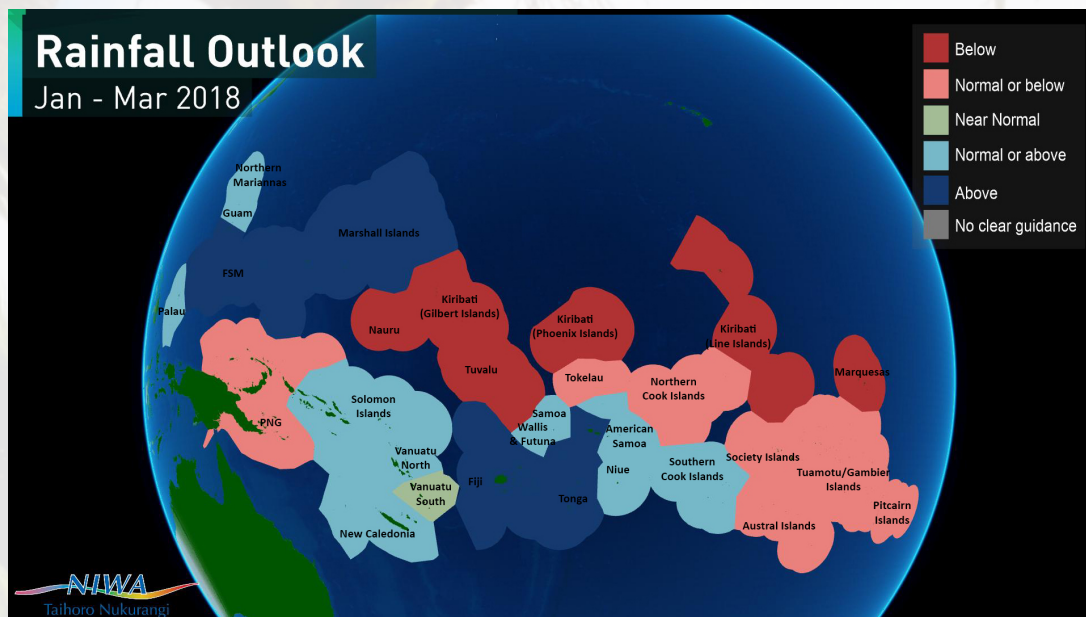 Rainfall Outlook
Jan - Mar 2018
Below
Normal or below
Near Normal
Normal or above
Above
No clear guidance
Northern
Mariannas
Guam
Marshall Islands
FSM
Palau
Nauru
Kiribati
(Gilbert Islands)
Kiribati
(Phoenix Islands)
Kiribati
(Line Islands)
Tuvalu
Tokelau
Northern
Cook Islands
Marquesas
PNG
Solomon
Islands
Samoa
Wallis
& Futuna
American
Samoa
Vanuatu
North
Vanuatu
South
Fiji
Tonga
Niue
Southern
Cook Islands
Society Islands
Tuamotu/Gambier
Islands
Pitcairn
Islands
Austral Islands
New Caledonia
NIWA
Taihoro Nukurangi